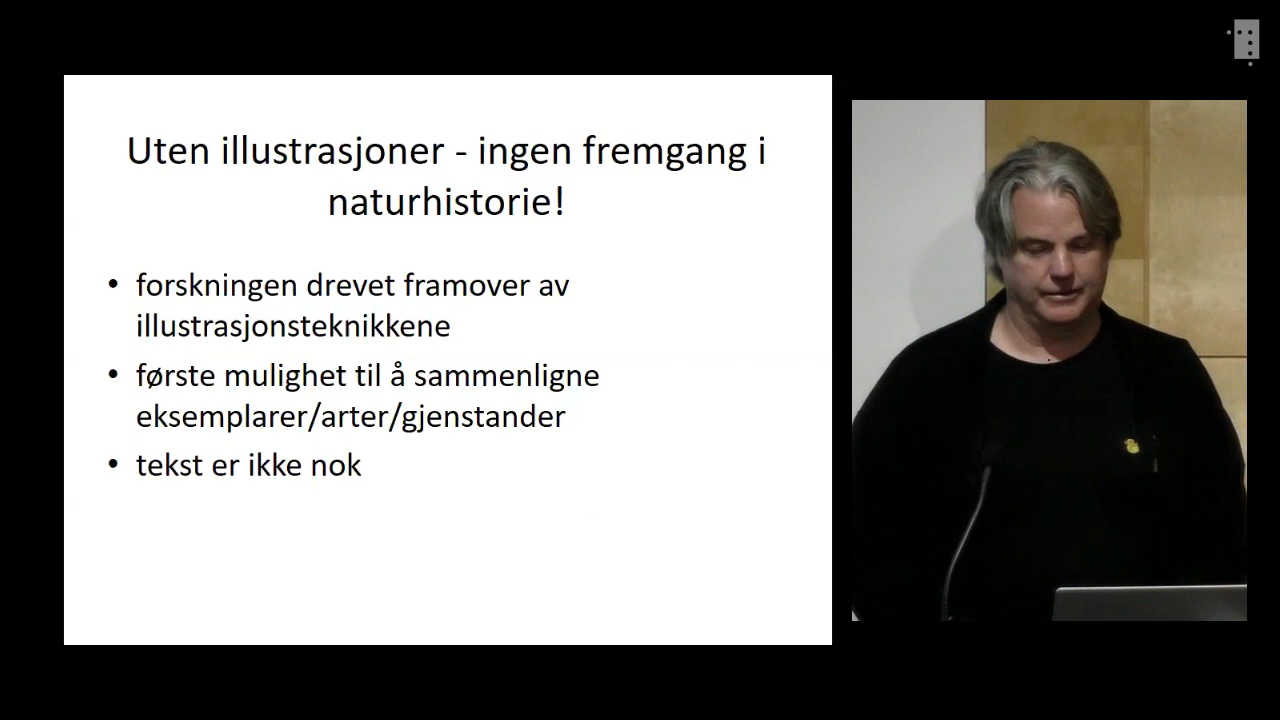 Uten illustrasjoner - ingen fremgang i
naturhistorie!
• forskningen drevet framover av
illustrasjonsteknikkene
• første mulighet til å sammenligne
eksemplarer/arter/gjenstander
• tekst er ikke nok